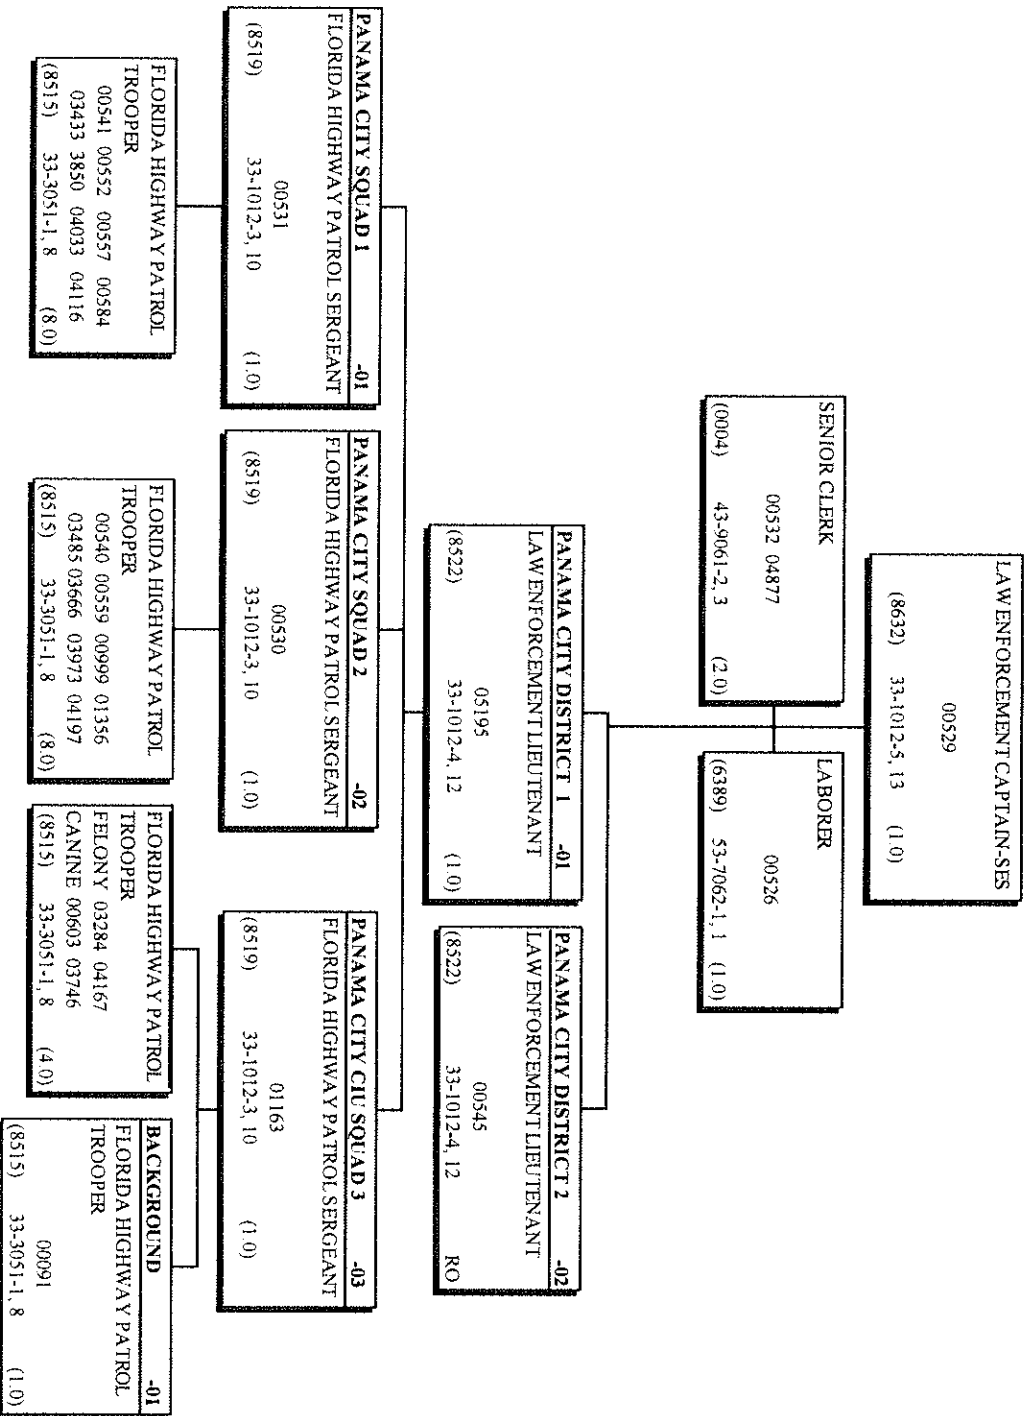 LAW ENFORCEMENT CAPTAIN-SES
00529
(8632) 33-1012-5, 13 (1.0)
SENIOR CLERK
00532 04877
(0004) 43-9061-2, 3 (2.0)
LABORER
00526
(6389) 53-7062-1, 1 (1.0)
PANAMA CITY DISTRICT 1 -01
LAW ENFORCEMENT LIEUTENANT
05195
(8522) 33-1012-4, 12 (1.0)
PANAMA CITY DISTRICT 2 -02
LAW ENFORCEMENT LIEUTENANT
00545
(8522) 33-1012-4, 12 RO
PANAMA CITY SQUAD 1 -01
FLORIDA HIGHWAY PATROL SERGEANT
00531
(8519) 33-1012-3, 10 (1.0)
PANAMA CITY SQUAD 2 -02
FLORIDA HIGHWAY PATROL SERGEANT
00530
(8519) 33-1012-3, 10 (1.0)
PANAMA CITY CIU SQUAD 3 -03
FLORIDA HIGHWAY PATROL SERGEANT
01163
(8519) 33-1012-3, 10 (1.0)
FLORIDA HIGHWAY PATROL
TROOPER
00541 00552 00557 00584
03433 3850 04033 04116
(8515) 33-3051-1, 8 (8.0)
FLORIDA HIGHWAY PATROL
TROOPER
00540 00559 00999 01356
03485 03666 03973 04197
(8515) 33-3051-1, 8 (8.0)
FLORIDA HIGHWAY PATROL
TROOPER
FELONY 03284 04167
CANINE 00603 03746
(8515) 33-3051-1, 8 (4.0)
BACKGROUND -01
FLORIDA HIGHWAY PATROL
TROOPER
00091
(8515) 33-3051-1, 8 (1.0)